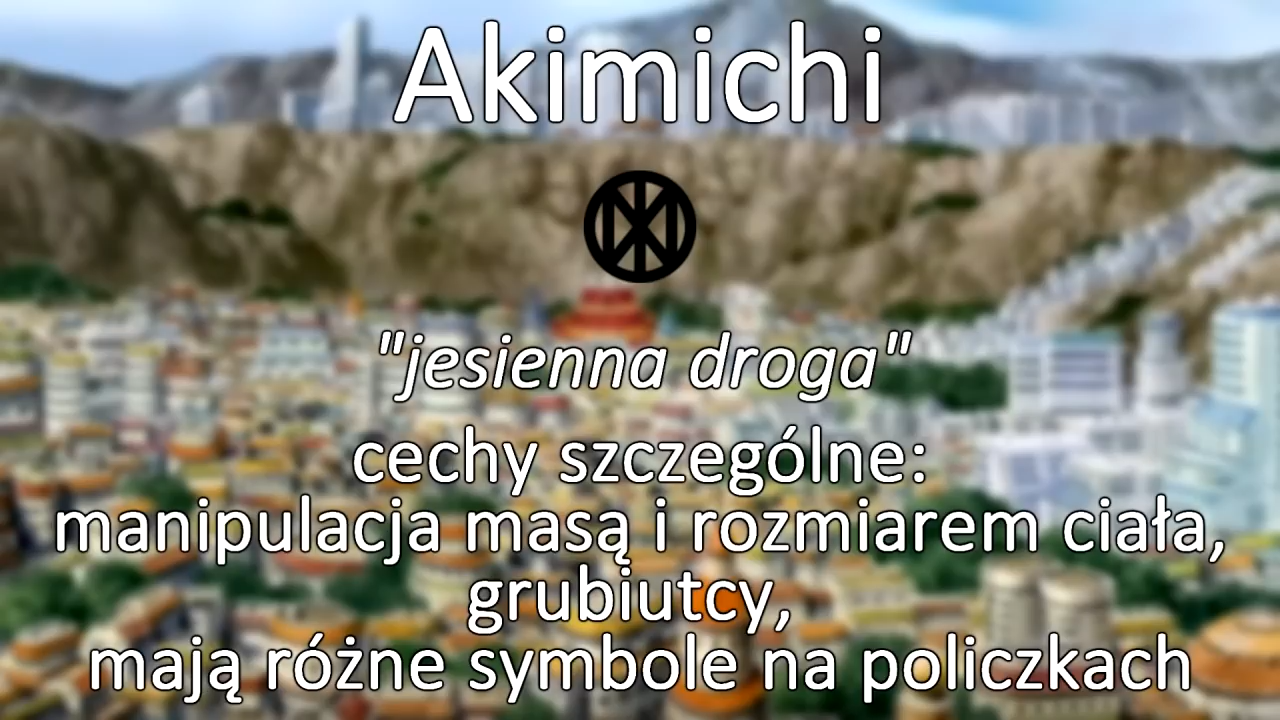 Akimichi
"jesienna droga"
cechy szczególne:
manipulacja masą i rozmiarem ciała,
grubiutcy,
mają różne symbole na policzkach